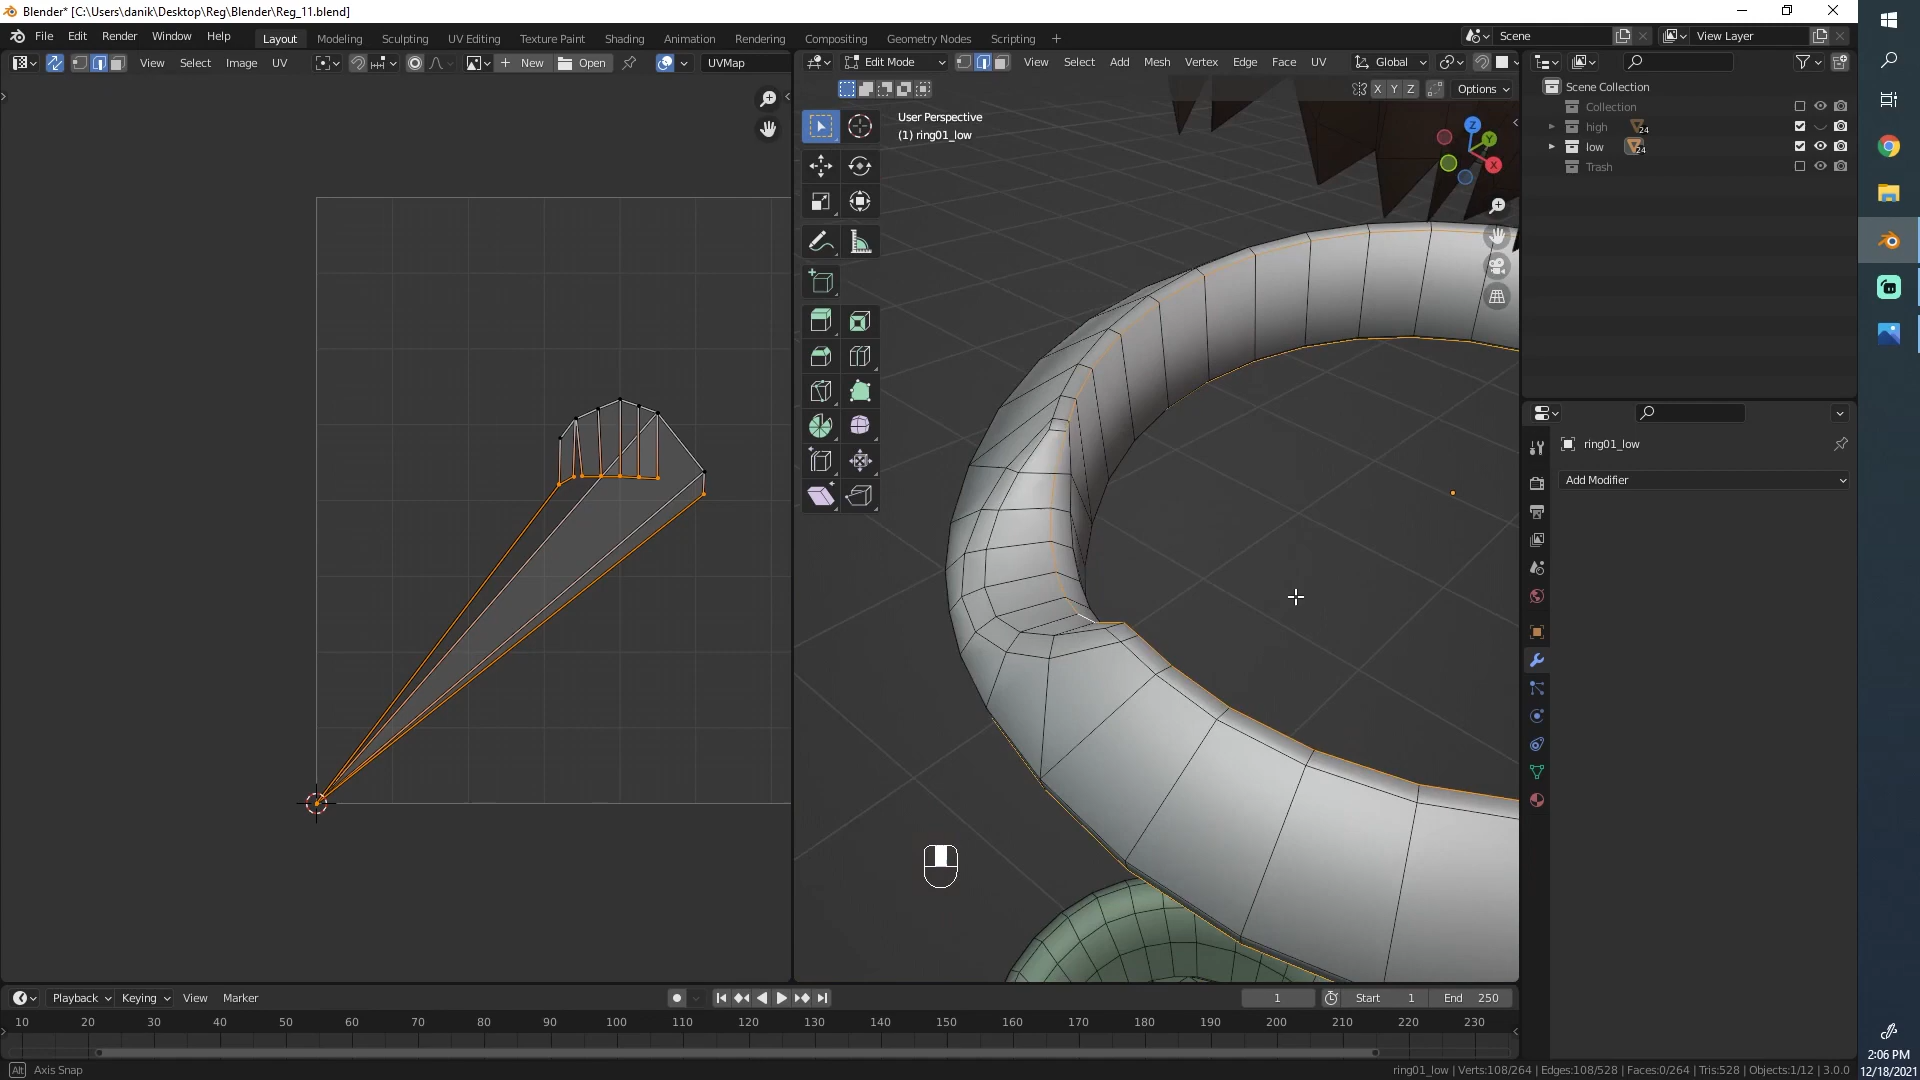 Blender* [C:\Users\danik\Desktop\Reg\Blender\Reg_11.blend]
File Edit Render Window Help Layout Modeling Sculpting UV Editing Texture Paint Shading Animation Rendering Compositing Geometry Nodes Scripting + Scene View Layer
View Select Image UV New Open UVMap
Edit Mode View Select Add Mesh Vertex Edge Face UV Global
X Y Z Options
User Perspective
(1) ring01_low
Z Y X
Scene Collection
Collection
high 24
low 24
Trash
ring01_low
Add Modifier
Playback Keying View Marker 1 Start 1 End 250
10 20 30 40 50 60 70 80 90 100 110 120 130 140 150 160 170 180 190 200 210 220 230
Alt Axis Snap
ring01_low | Verts:108/264 | Edges:108/528 | Faces:0/264 | Tris:528 | Objects:1/12 | 3.0.0
2:06 PM
12/18/2021